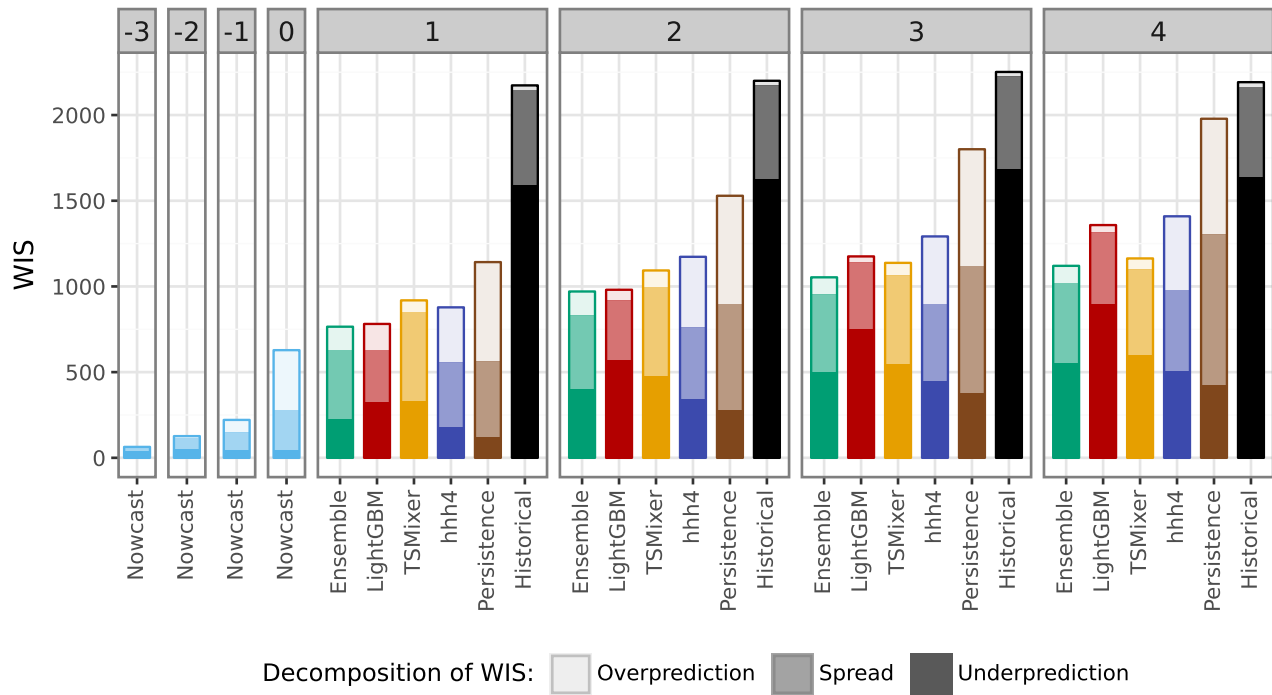 -3 -2 -1 0 1 2 3 4
WIS
2000
1500
1000
500
0
Nowcast Nowcast Nowcast Nowcast Ensemble LightGBM TSMixer hhh4 Persistence Historical Ensemble LightGBM TSMixer hhh4 Persistence Historical Ensemble LightGBM TSMixer hhh4 Persistence Historical Ensemble LightGBM TSMixer hhh4 Persistence Historical
Decomposition of WIS: Overprediction Spread Underprediction